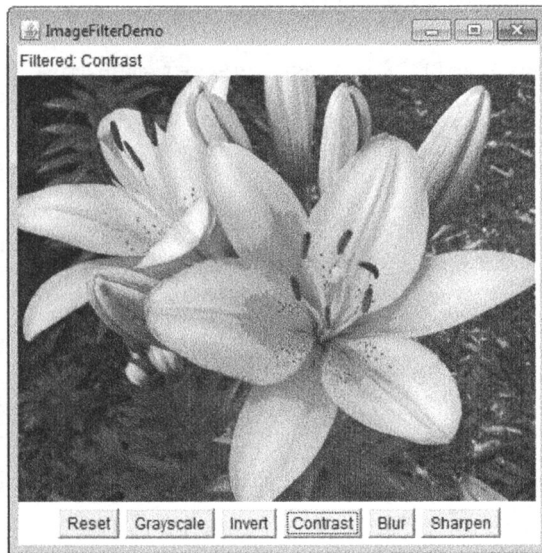 ImageFilterDemo
Filtered: Contrast
Reset Grayscale Invert Contrast Blur Sharpen